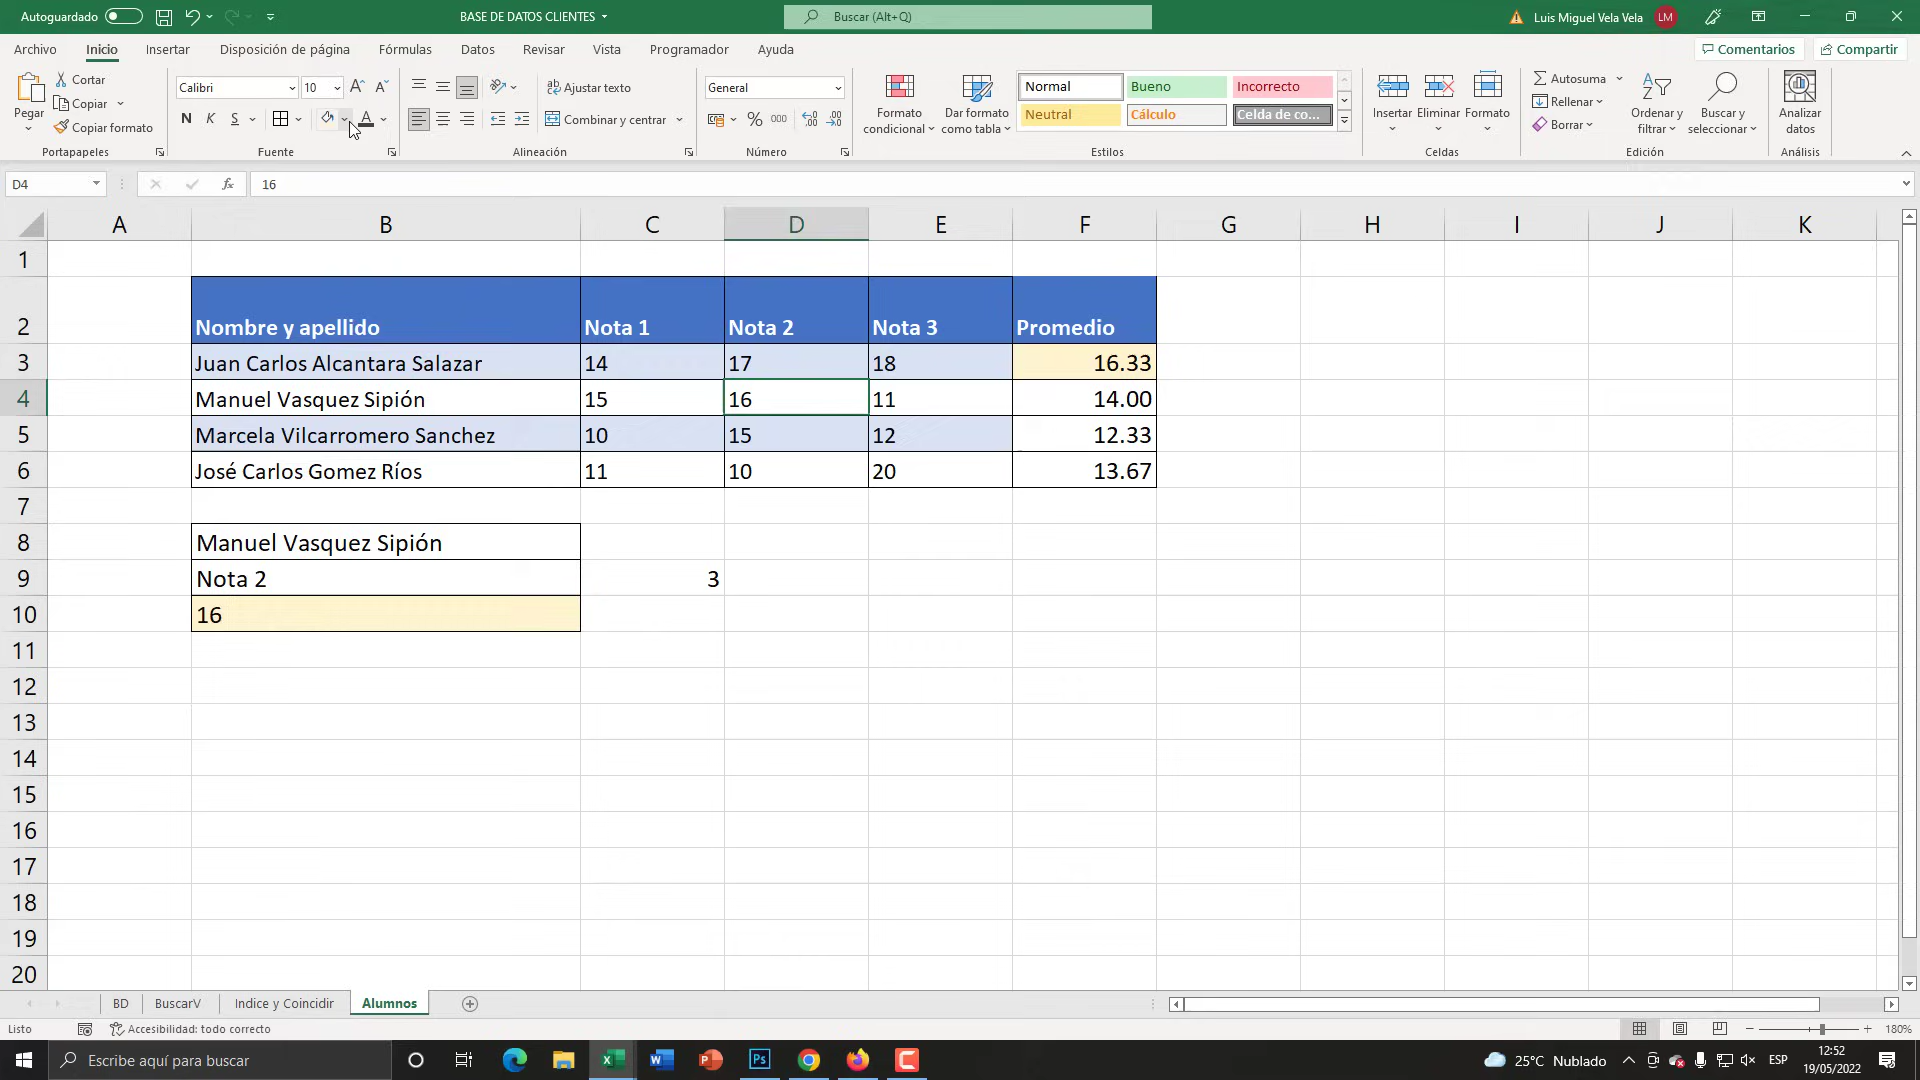 Autoguardado
BASE DE DATOS CLIENTES
Buscar (Alt+Q)
Luis Miguel Vela Vela
LM
Archivo
Inicio
Insertar
Disposición de página
Fórmulas
Datos
Revisar
Vista
Programador
Ayuda
Comentarios
Compartir
Pegar
Cortar
Copiar
Copiar formato
Portapapeles
Calibri
10
N K S
Fuente
Ajustar texto
Combinar y centrar
Alineación
General
% 000
Número
Formato condicional
Dar formato como tabla
Normal
Bueno
Incorrecto
Neutral
Cálculo
Celda de co...
Estilos
Insertar
Eliminar
Formato
Celdas
Autosuma
Rellenar
Borrar
Ordenar y filtrar
Buscar y seleccionar
Edición
Analizar datos
Análisis
D4
fx
16
A B C D E F G H I J K
1
2 Nombre y apellido Nota 1 Nota 2 Nota 3 Promedio
3 Juan Carlos Alcantara Salazar 14 17 18 16.33
4 Manuel Vasquez Sipión 15 16 11 14.00
5 Marcela Vilcarromero Sanchez 10 15 12 12.33
6 José Carlos Gomez Ríos 11 10 20 13.67
7
8 Manuel Vasquez Sipión
9 Nota 2 3
10 16
11
12
13
14
15
16
17
18
19
20
BD
BuscarV
Indice y Coincidir
Alumnos
Listo
Accesibilidad: todo correcto
180%
Escribe aquí para buscar
25°C Nublado
ESP
12:52
19/05/2022